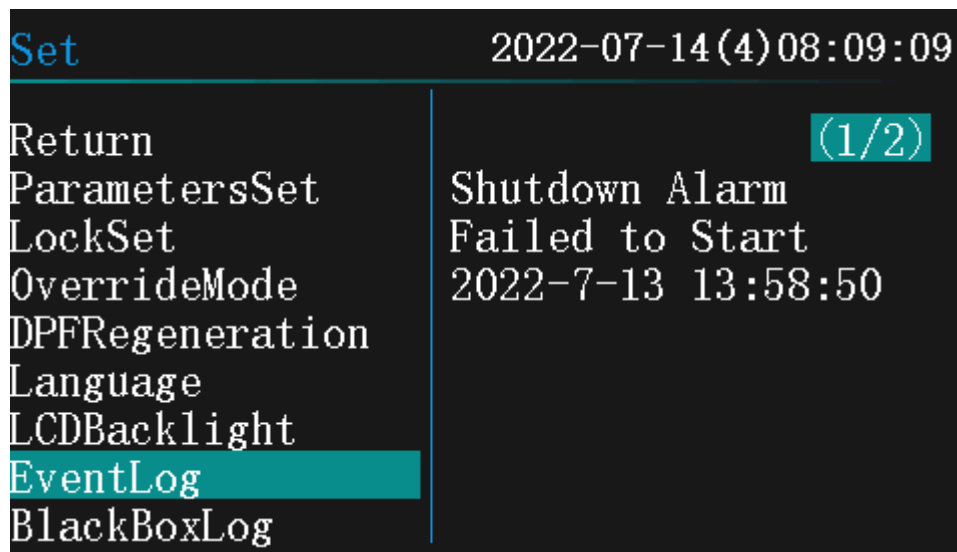 Set 2022-07-14(4)08:09:09
Return
ParametersSet
LockSet
OverrideMode
DPFRegeneration
Language
LCDBacklight
EventLog
BlackBoxLog
(1/2)
Shutdown Alarm
Failed to Start
2022-7-13 13:58:50